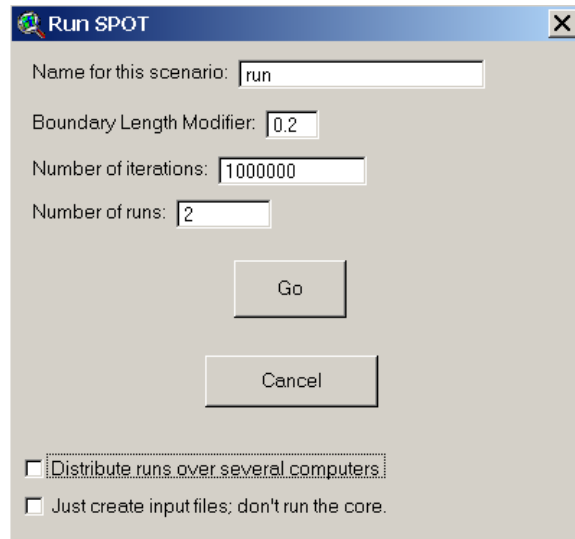 Run SPOT
Name for this scenario: run
Boundary Length Modifier: 0.2
Number of iterations: 1000000
Number of runs: 2
Go
Cancel
Distribute runs over several computers
Just create input files; don't run the core.